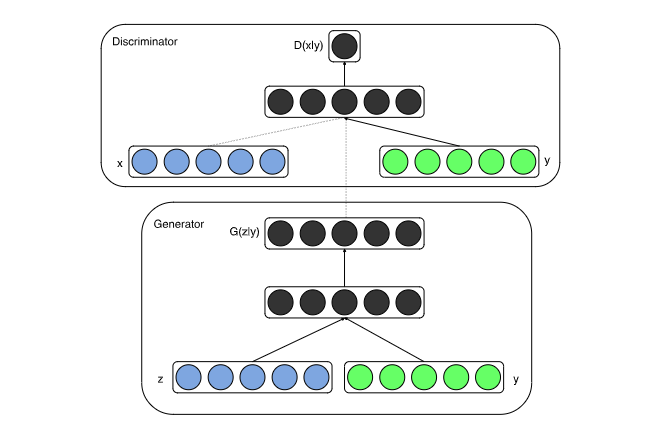 Discriminator
D(x|y)
x
y
Generator
G(z|y)
z
y